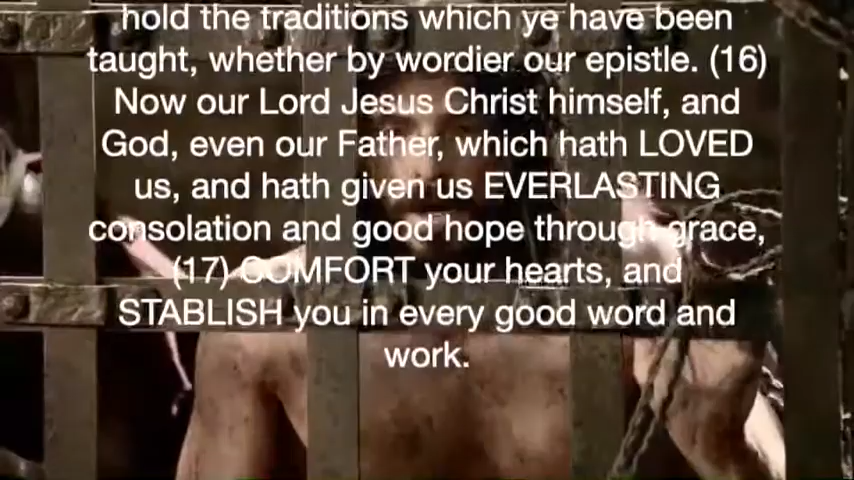 hold the traditions which ye have been
taught, whether by wordier our epistle. (16)
Now our Lord Jesus Christ himself, and
God, even our Father, which hath LOVED
us, and hath given us EVERLASTING
consolation and good hope through grace,
(17) COMFORT your hearts, and
STABLISH you in every good word and
work.